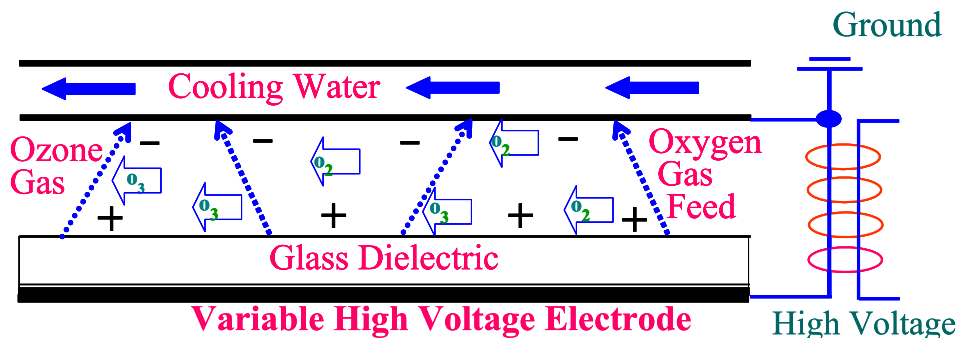 Ground
Cooling Water
Ozone
Gas
− − − −
O2
Oxygen
Gas
Feed
O2
O3
O3
O3
O2
+ + + +
Glass Dielectric
Variable High Voltage Electrode
High Voltage